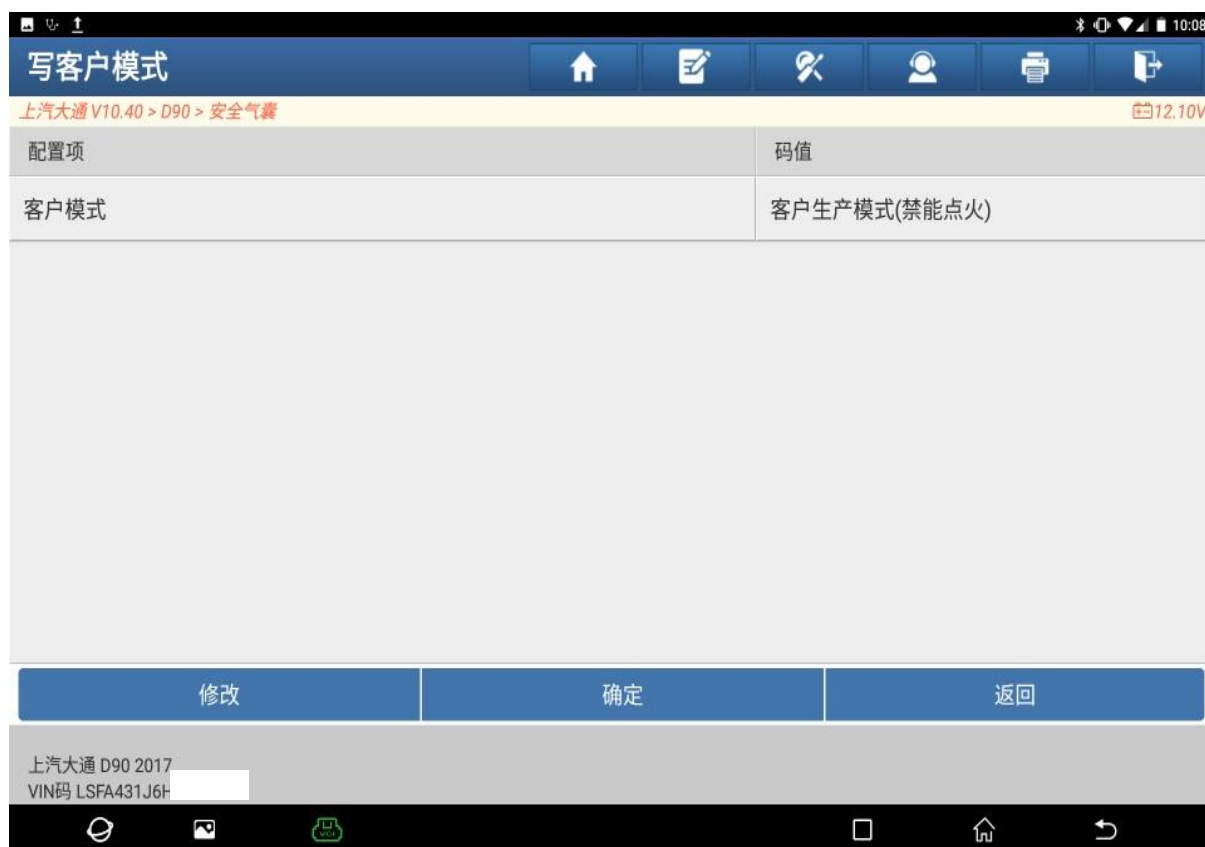 10:08
写客户模式
上汽大通 V10.40 > D90 > 安全气囊
12.10V
配置项 码值
客户模式 客户生产模式(禁能点火)
修改 确定 返回
上汽大通 D90 2017
VIN码 LSFA431J6H
VCI